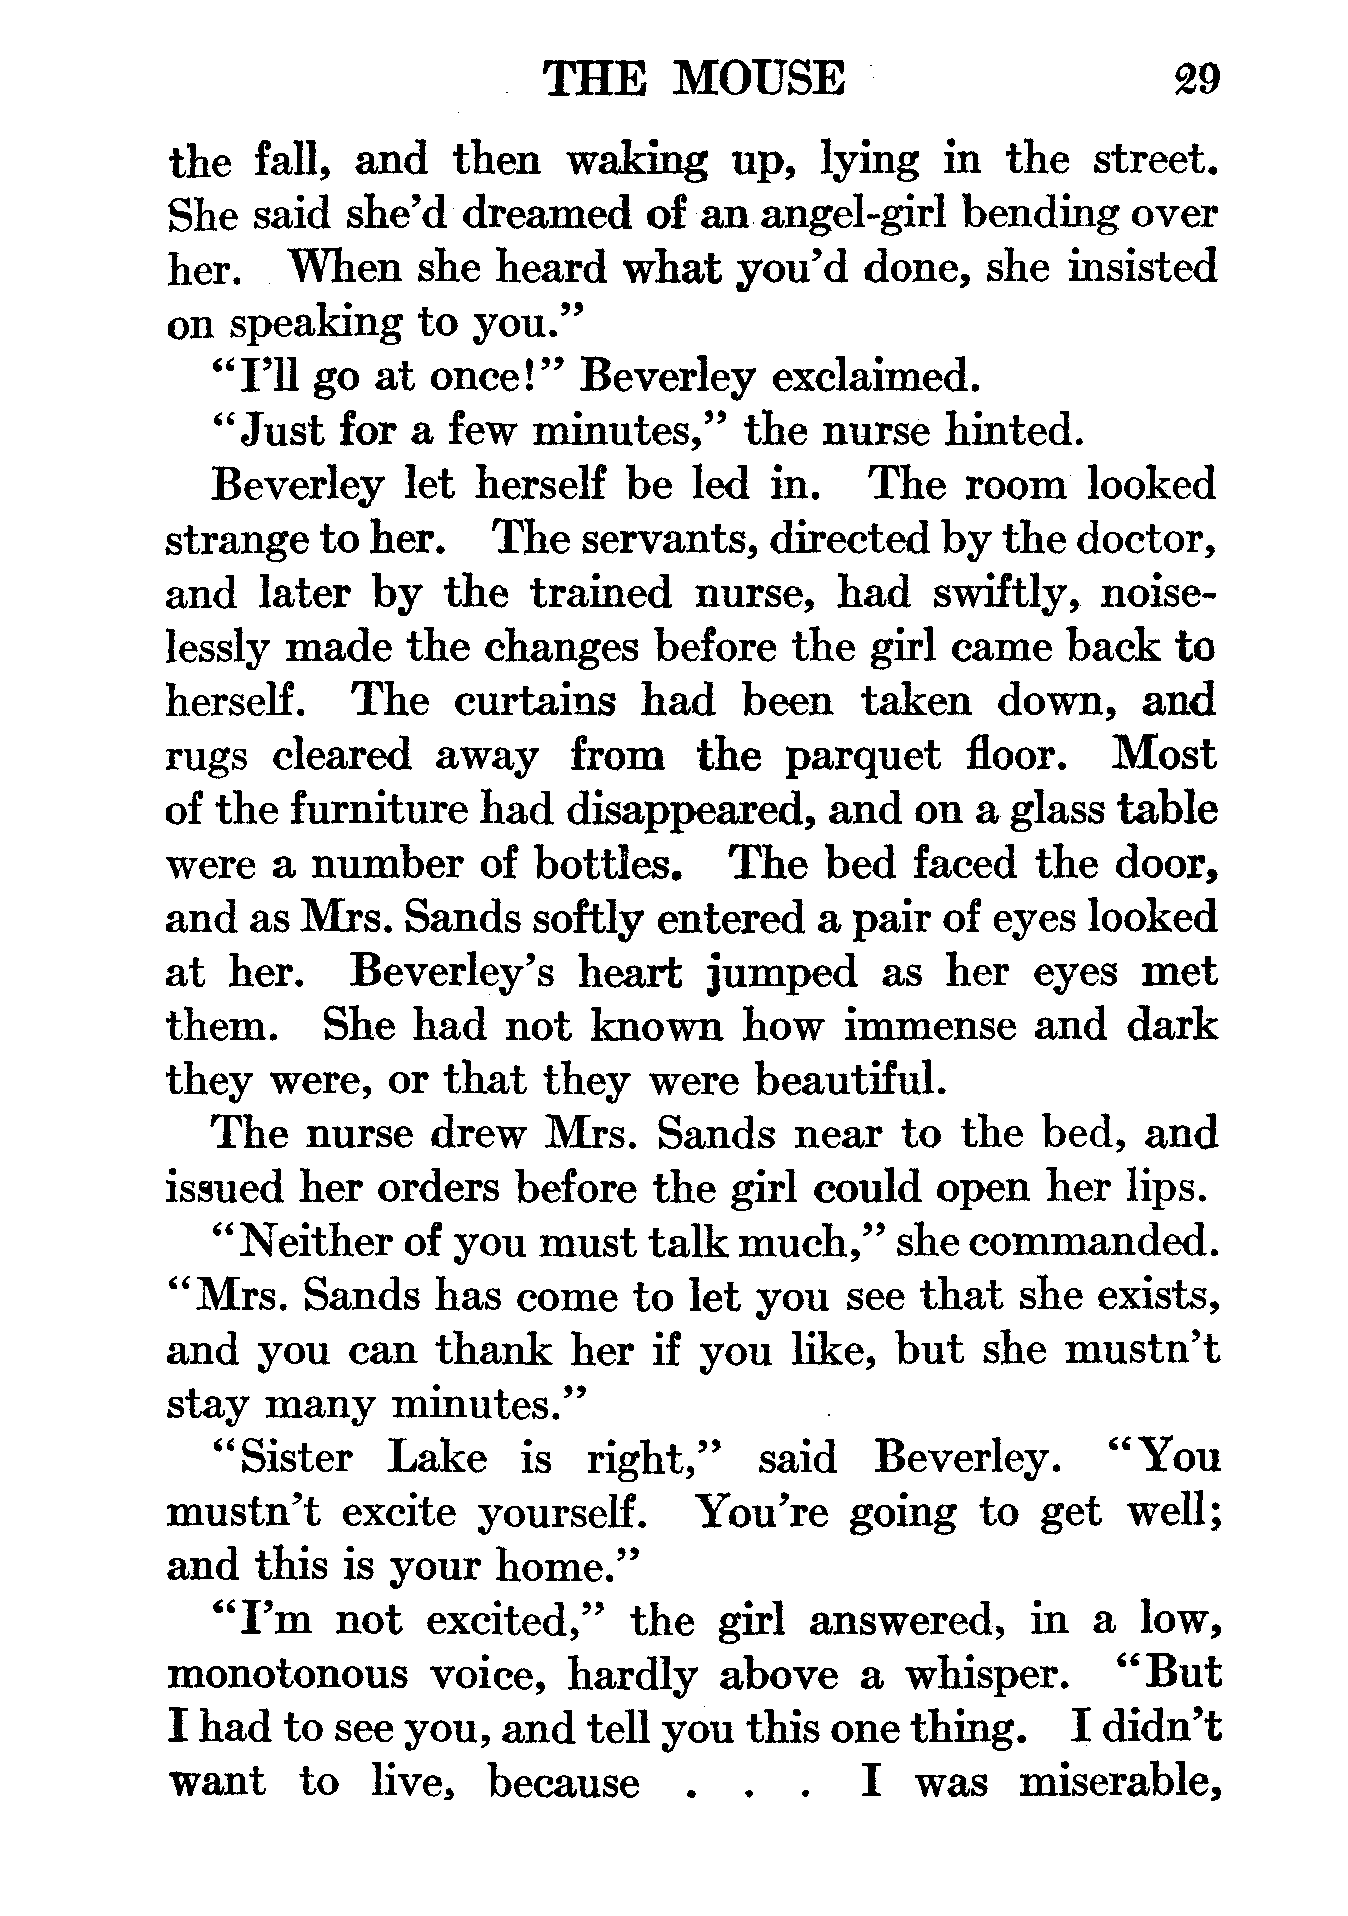 THE MOUSE 29
the fall, and then waking up, lying in the street.
She said she'd dreamed of an angel-girl bending over
her. When she heard what you'd done, she insisted
on speaking to you."
"I'll go at once!" Beverley exclaimed.
"Just for a few minutes," the nurse hinted.
Beverley let herself be led in. The room looked
strange to her. The servants, directed by the doctor,
and later by the trained nurse, had swiftly, noise-
lessly made the changes before the girl came back to
herself. The curtains had been taken down, and
rugs cleared away from the parquet floor. Most
of the furniture had disappeared, and on a glass table
were a number of bottles. The bed faced the door,
and as Mrs. Sands softly entered a pair of eyes looked
at her. Beverley's heart jumped as her eyes met
them. She had not known how immense and dark
they were, or that they were beautiful.
The nurse drew Mrs. Sands near to the bed, and
issued her orders before the girl could open her lips.
"Neither of you must talk much," she commanded.
"Mrs. Sands has come to let you see that she exists,
and you can thank her if you like, but she mustn't
stay many minutes."
"Sister Lake is right," said Beverley. "You
mustn't excite yourself. You're going to get well;
and this is your home."
"I'm not excited," the girl answered, in a low,
monotonous voice, hardly above a whisper. "But
I had to see you, and tell you this one thing. I didn't
want to live, because . . . I was miserable,